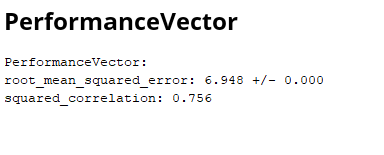 PerformanceVector
PerformanceVector:
root_mean_squared_error: 6.948 +/- 0.000
squared_correlation: 0.756